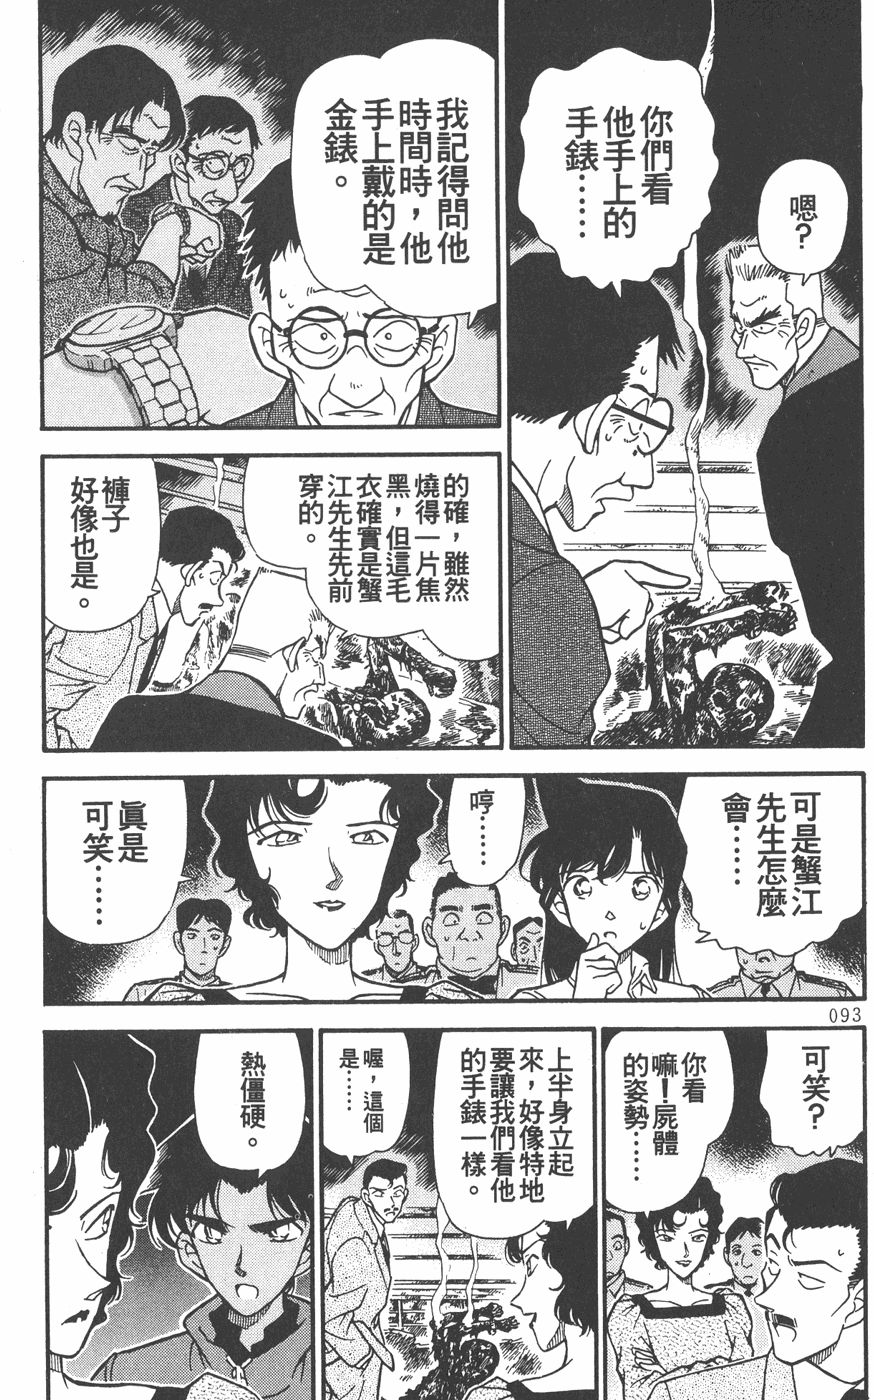 嗯？
你們看
他手上的
手錶……
我記得問他
時間時，他
手上戴的是
金錶。
的確，雖然
燒得一片焦
黑，但這毛
衣確實是蟹
江先生先前
穿的。
褲子
好像也是。
可是蟹江
先生怎麼
會……
哼……
眞是
可笑……
093
可笑？
你看
嘛！屍體
的姿勢……
上半身立起
來，好像特地
要讓我們看他
的手錶一樣。
喔，這個
是……
熱僵硬。